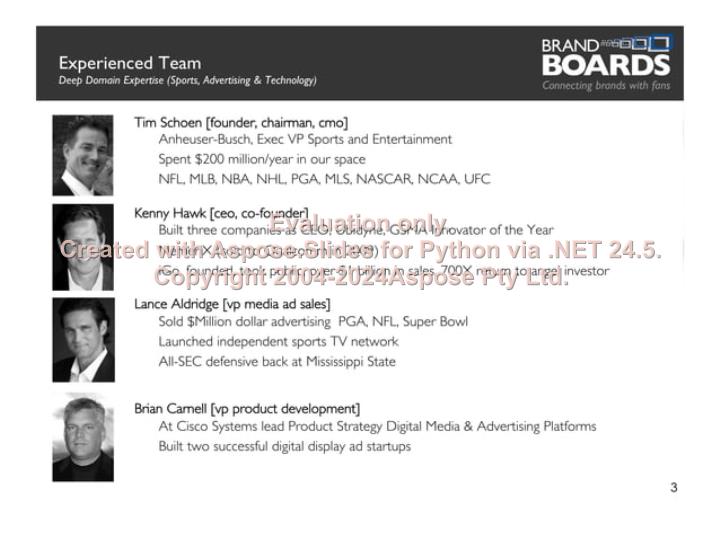 Experienced Team
Deep Domain Expertise (Sports, Advertising & Technology)
BRAND
BOARDS
Connecting brands with fans
Tim Schoen [founder, chairman, cmo]
Anheuser-Busch, Exec VP Sports and Entertainment
Spent $200 million/year in our space
NFL, MLB, NBA, NHL, PGA, MLS, NASCAR, NCAA, UFC
Kenny Hawk [ceo, co-founder]
Built three companies as CEO: GSMA Innovator of the Year
iGo, founded, took public, over $1 billion in sales, 700X return to angel investor
Evaluation only.
Created with Aspose.Slides for Python via .NET 24.5.
Copyright 2004-2024Aspose Pty Ltd.
Lance Aldridge [vp media ad sales]
Sold $Million dollar advertising PGA, NFL, Super Bowl
Launched independent sports TV network
All-SEC defensive back at Mississippi State
Brian Carnell [vp product development]
At Cisco Systems lead Product Strategy Digital Media & Advertising Platforms
Built two successful digital display ad startups
3